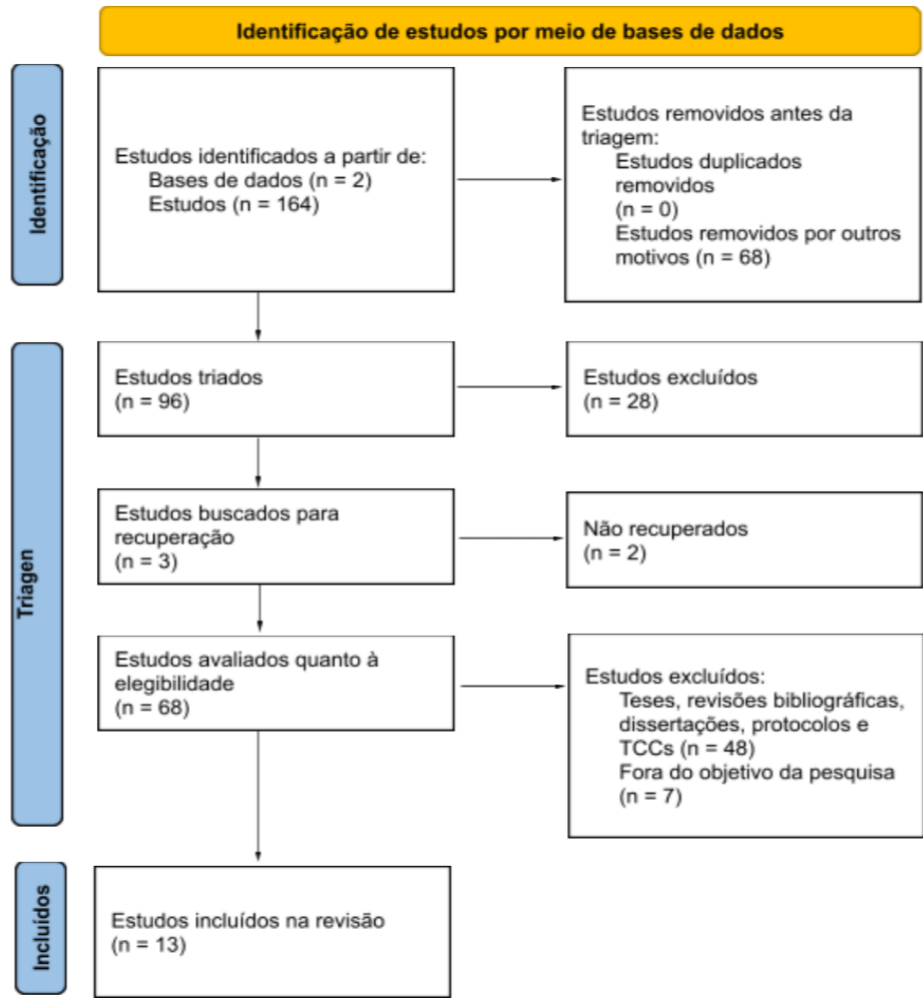 Identificação de estudos por meio de bases de dados
Identificação
Estudos identificados a partir de:
Bases de dados (n = 2)
Estudos (n = 164)
Estudos removidos antes da
triagem:
Estudos duplicados
removidos
(n = 0)
Estudos removidos por outros
motivos (n = 68)
Triagen
Estudos triados
(n = 96)
Estudos excluídos
(n = 28)
Estudos buscados para
recuperação
(n = 3)
Não recuperados
(n = 2)
Estudos avaliados quanto à
elegibilidade
(n = 68)
Estudos excluídos:
Teses, revisões bibliográficas,
dissertações, protocolos e
TCCs (n = 48)
Fora do objetivo da pesquisa
(n = 7)
Incluídos
Estudos incluídos na revisão
(n = 13)